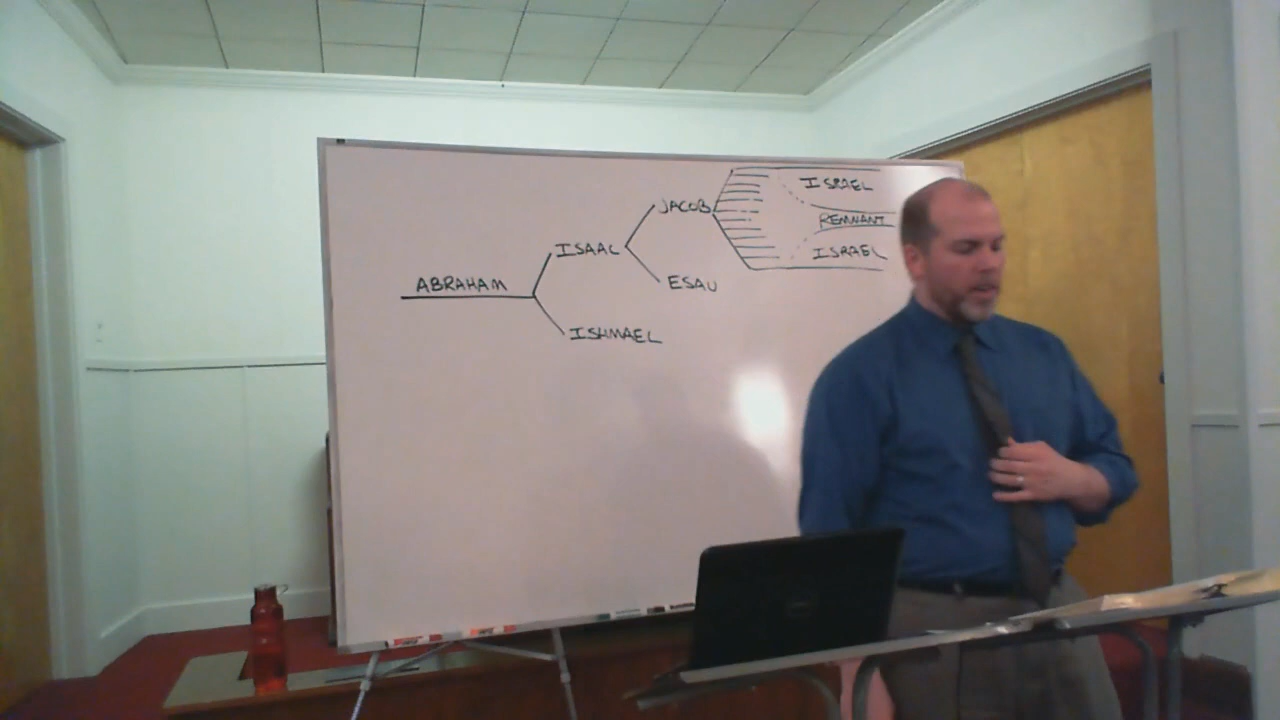 ABRAHAM
ISAAC
ISHMAEL
JACOB
ESAU
ISRAEL
REMNANT
ISRAEL